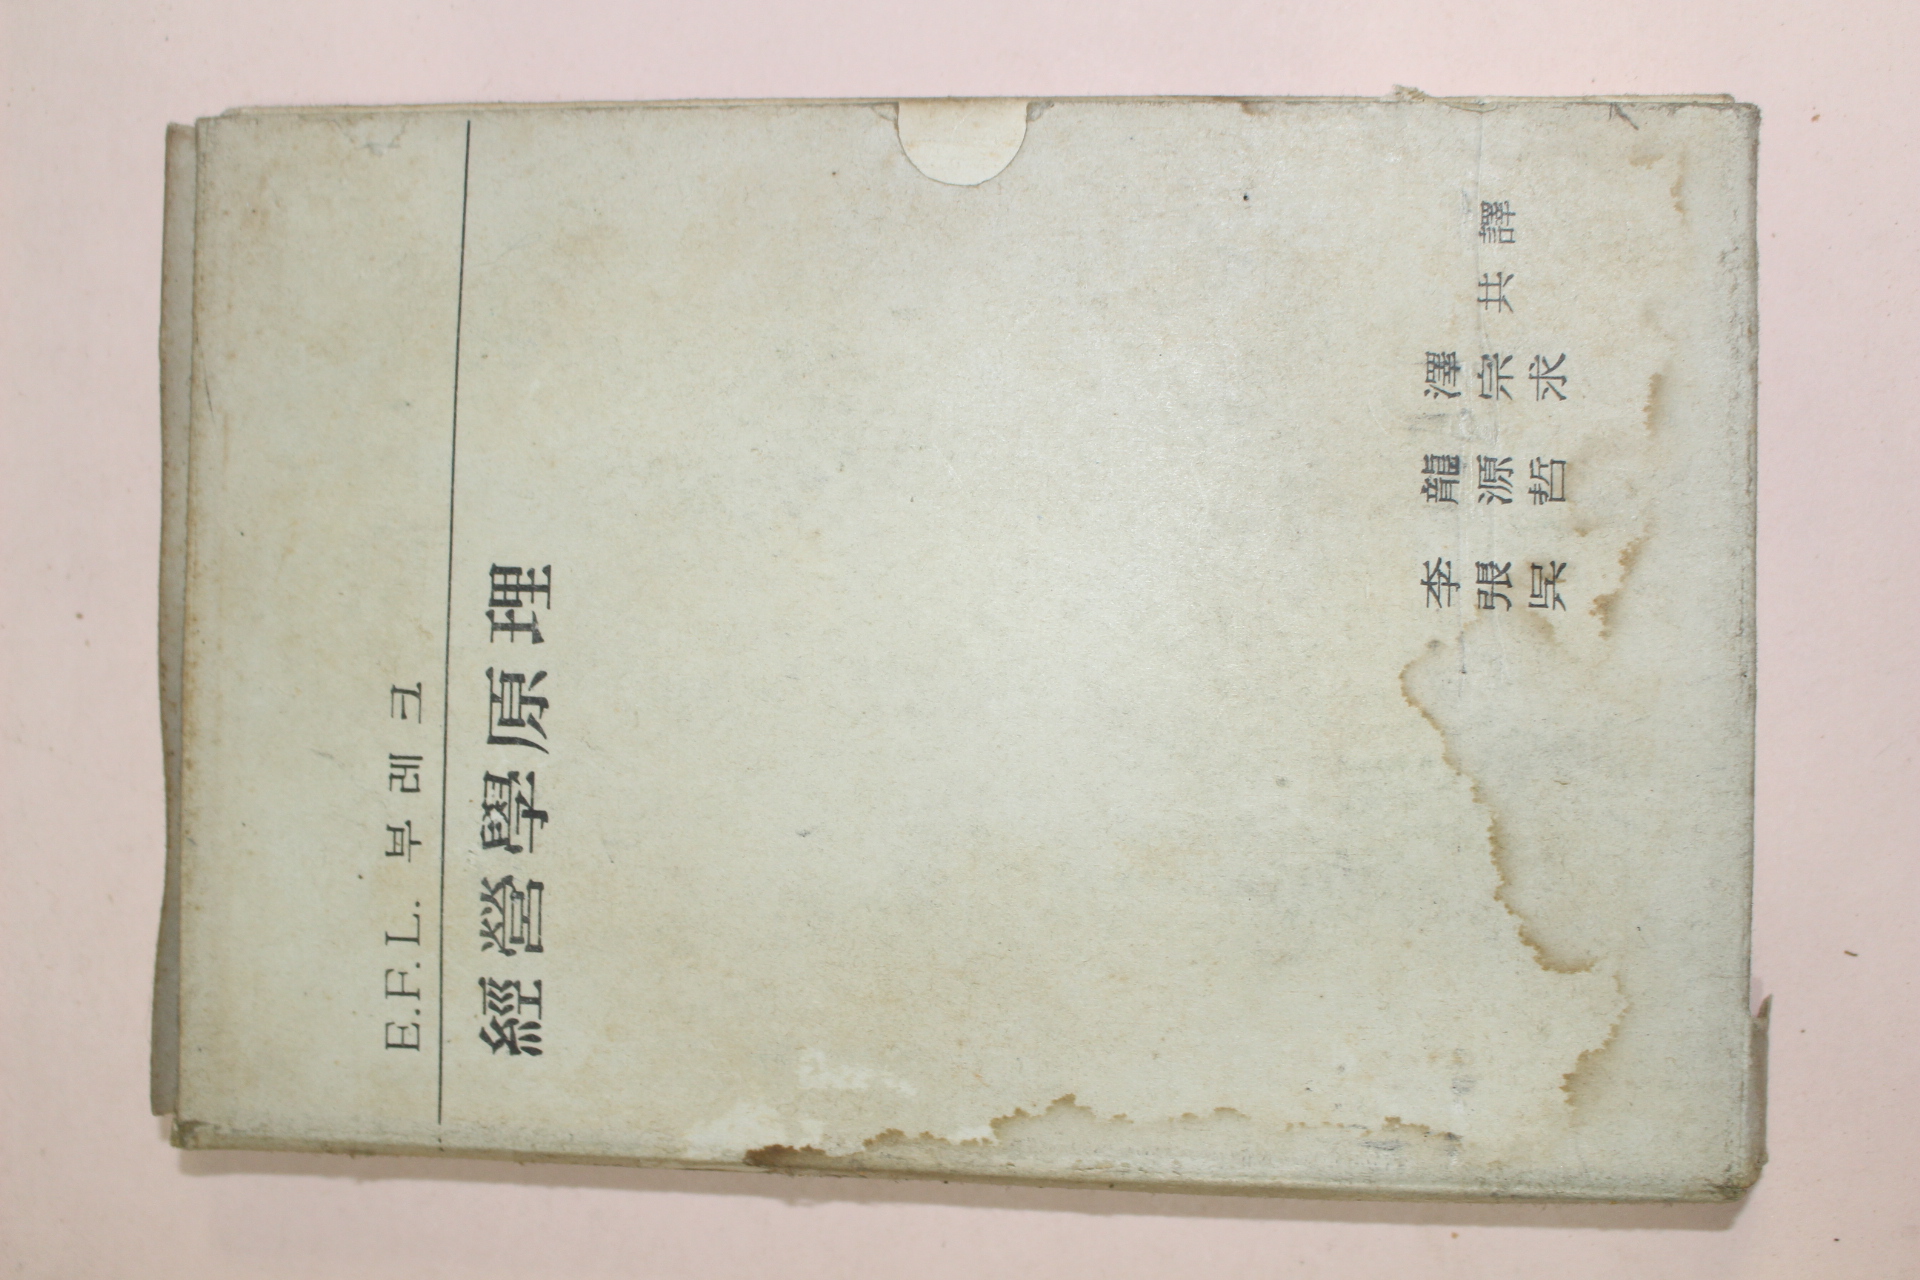 E.F.L. 부레크
經營學原理
李龍澤
張源宗 共譯
吳哲求